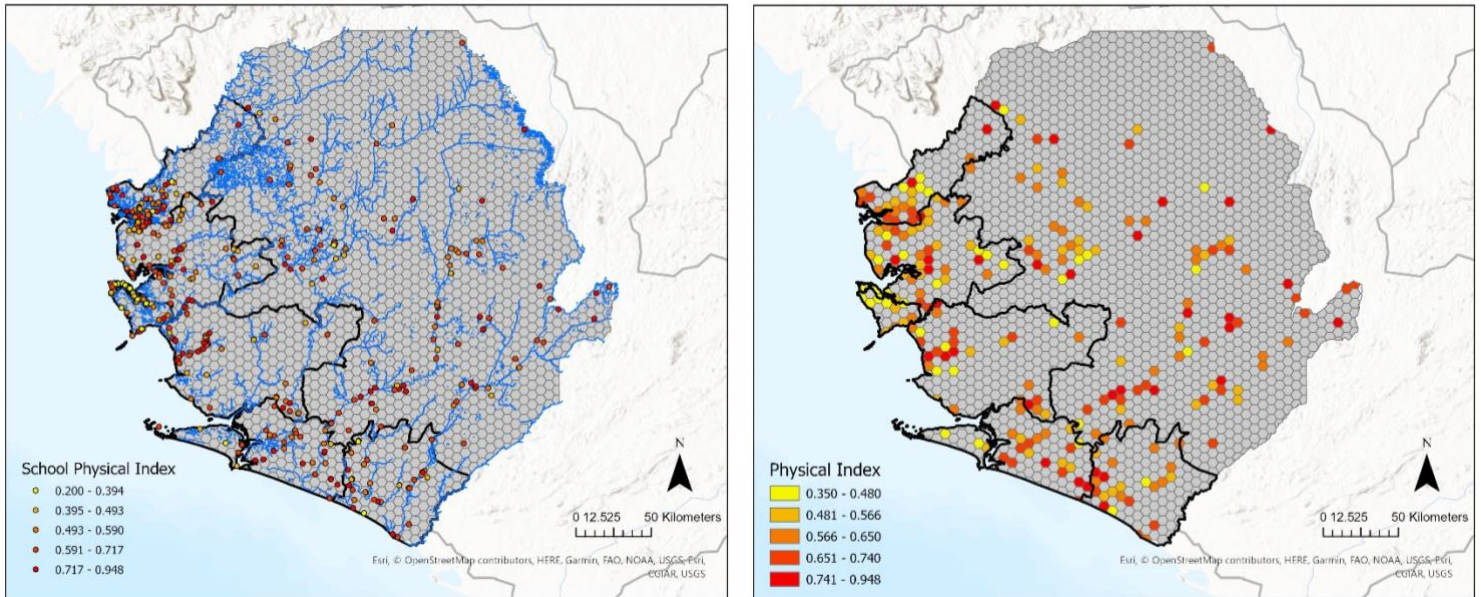 School Physical Index
0.200 - 0.394
0.395 - 0.493
0.493 - 0.590
0.591 - 0.717
0.717 - 0.948
N
0 12.525 50 Kilometers
Esri, © OpenStreetMap contributors, HERE, Garmin, FAO, NOAA, USGS, Esri,
CGIAR, USGS
Physical Index
0.350 - 0.480
0.481 - 0.566
0.566 - 0.650
0.651 - 0.740
0.741 - 0.948
N
0 12.525 50 Kilometers
Esri, © OpenStreetMap contributors, HERE, Garmin, FAO, NOAA, USGS, Esri,
CGIAR, USGS